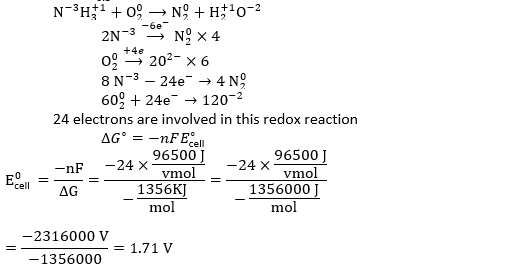 N⁻³H₃⁺¹ + O₂⁰ ⟶ N₂⁰ + H₂⁺¹O⁻²
2N⁻³ −6e⁻ → N₂⁰ × 4
O₂⁰ +4e → 2O²⁻ × 6
8 N⁻³ − 24e⁻ → 4 N₂⁰
6O₂⁰ + 24e⁻ → 12O⁻²
24 electrons are involved in this redox reaction
ΔG° = −nFE°cell
E⁰cell = −nF / ΔG = (−24 × 96500 J / vmol) / (− 1356KJ / mol) = (−24 × 96500 J / vmol) / (− 1356000 J / mol)
= −2316000 V / −1356000 = 1.71 V